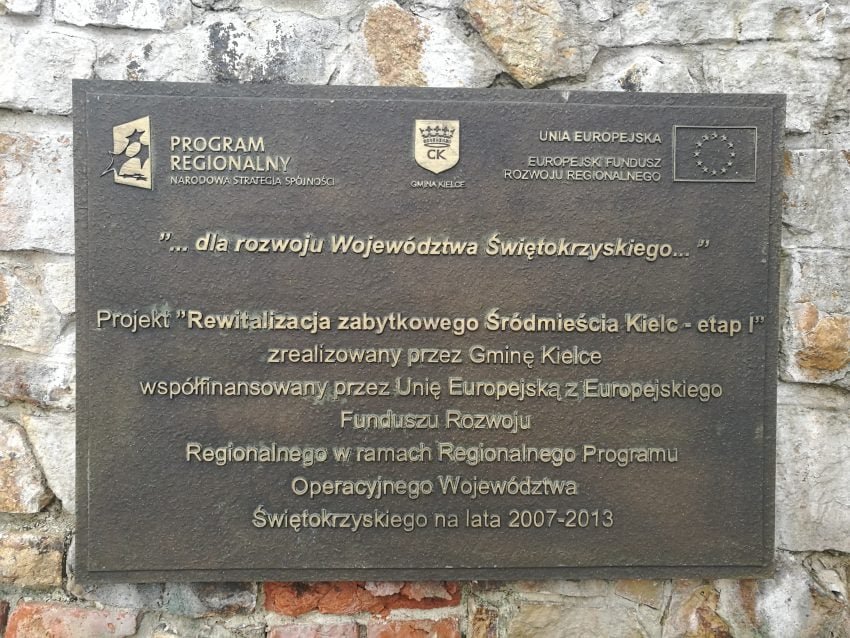 PROGRAM
REGIONALNY
NARODOWA STRATEGIA SPÓJNOŚCI
CK
GMINA KIELCE
UNIA EUROPEJSKA
EUROPEJSKI FUNDUSZ
ROZWOJU REGIONALNEGO
"... dla rozwoju Województwa Świętokrzyskiego... "
Projekt "Rewitalizacja zabytkowego Śródmieścia Kielc - etap I"
zrealizowany przez Gminę Kielce
współfinansowany przez Unię Europejską z Europejskiego
Funduszu Rozwoju
Regionalnego w ramach Regionalnego Programu
Operacyjnego Województwa
Świętokrzyskiego na lata 2007-2013